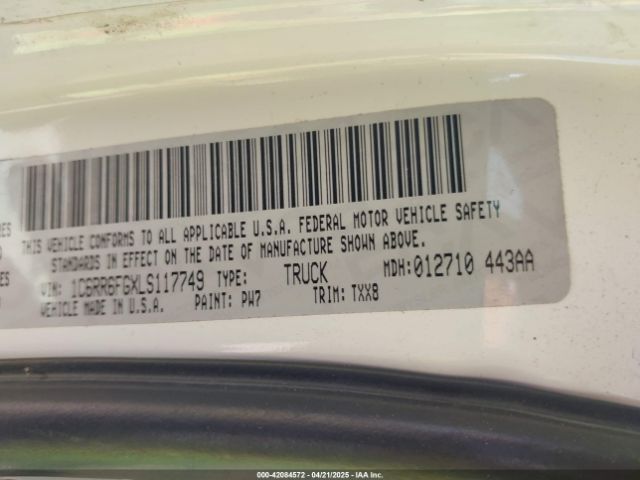 RES
THIS VEHICLE CONFORMS TO ALL APPLICABLE U.S.A. FEDERAL MOTOR VEHICLE SAFETY
STANDARDS IN EFFECT ON THE DATE OF MANUFACTURE SHOWN ABOVE.
VIN: 1C6RR6FGXLS117749 TYPE: TRUCK MDH:012710 443AA
VEHICLE MADE IN U.S.A. PAINT: PW7 TRIM: TXX8
000-42084572 - 04/21/2025 - IAA Inc.